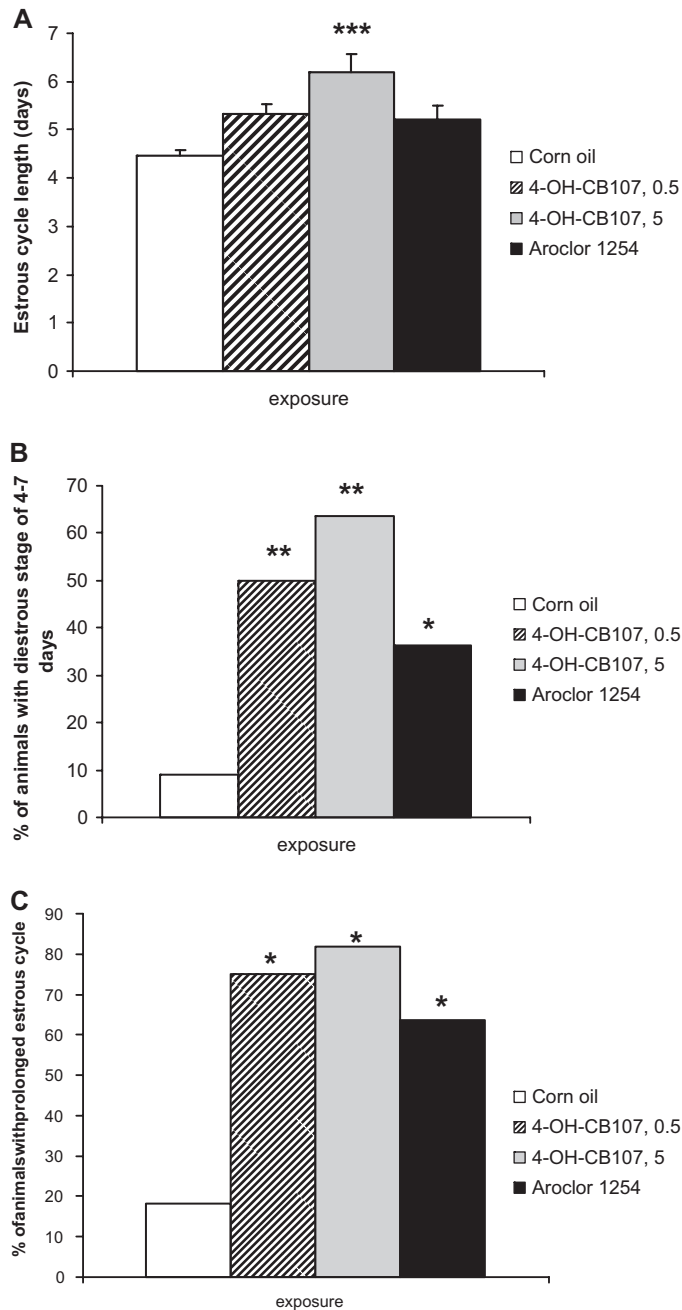 A
Estrous cycle length (days)
7
6
5
4
3
2
1
0
***
exposure
Corn oil
4-OH-CB107, 0.5
4-OH-CB107, 5
Aroclor 1254
B
% of animals with diestrous stage of 4-7
days
70
60
50
40
30
20
10
0
**
**
*
exposure
Corn oil
4-OH-CB107, 0.5
4-OH-CB107, 5
Aroclor 1254
C
% ofanimalswithprolonged estrous cycle
90
80
70
60
50
40
30
20
10
0
*
*
*
exposure
Corn oil
4-OH-CB107, 0.5
4-OH-CB107, 5
Aroclor 1254